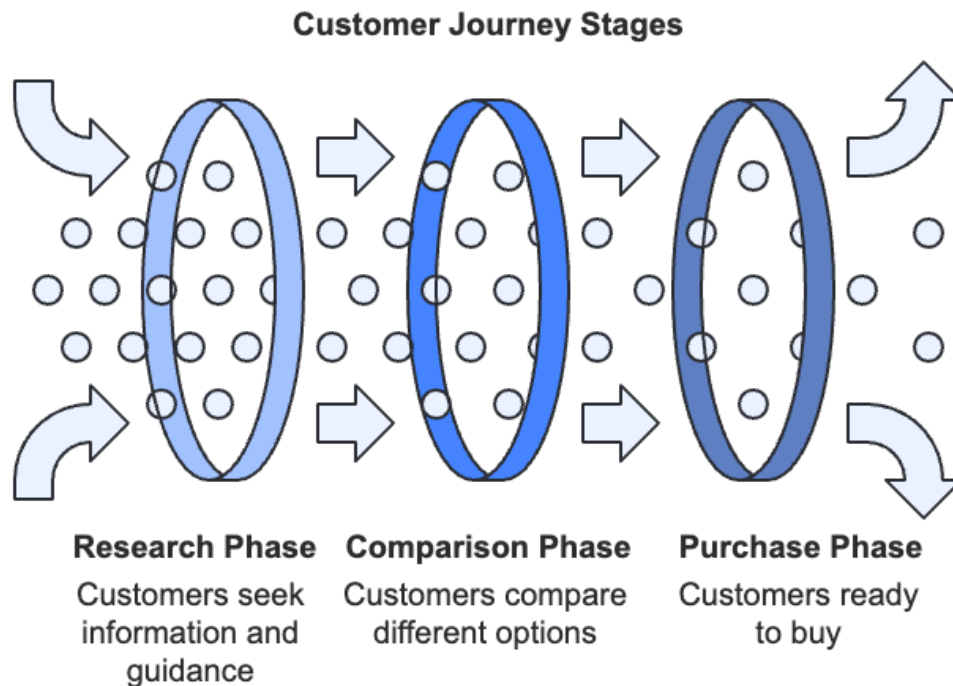 Customer Journey Stages
Research Phase
Customers seek
information and
guidance
Comparison Phase
Customers compare
different options
Purchase Phase
Customers ready
to buy